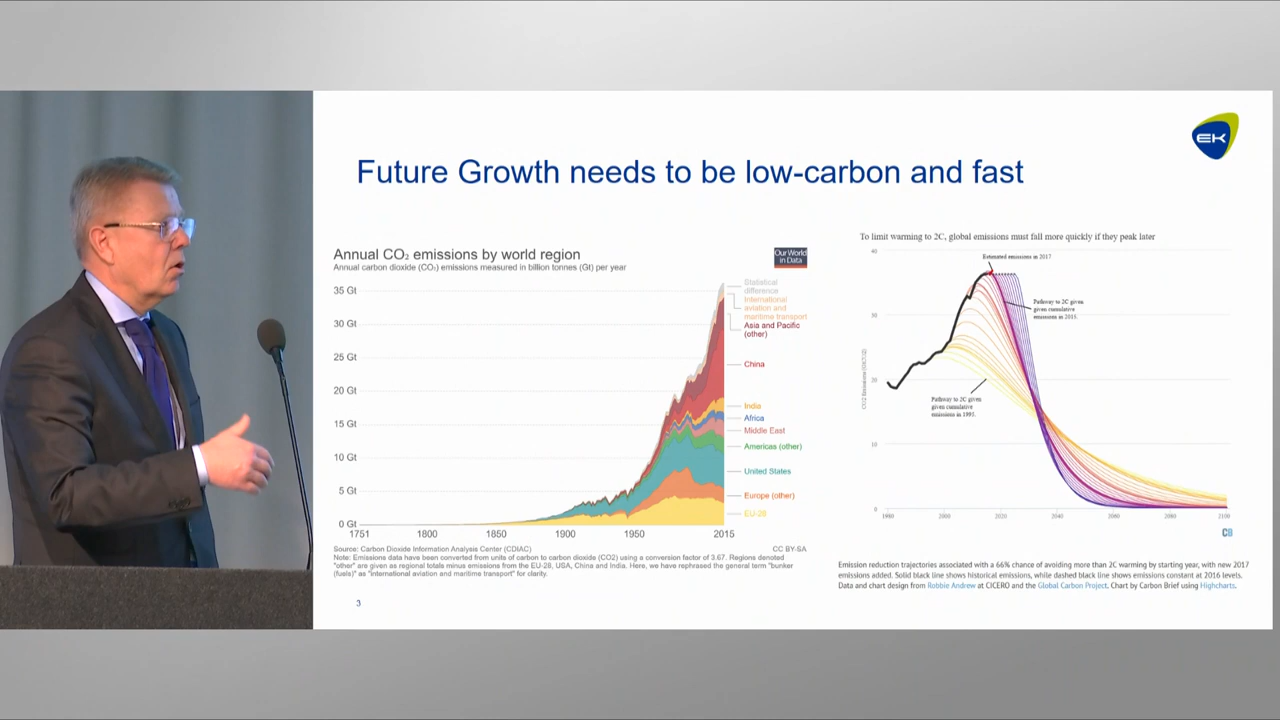 EK
Future Growth needs to be low-carbon and fast
Annual CO₂ emissions by world region
Annual carbon dioxide (CO₂) emissions measured in billion tonnes (Gt) per year
Our World
in Data
35 Gt
30 Gt
25 Gt
20 Gt
15 Gt
10 Gt
5 Gt
0 Gt
1751
1800
1850
1900
1950
2015
Statistical
difference
International
aviation and
maritime transport
Asia and Pacific
(other)
China
India
Africa
Middle East
Americas (other)
United States
Europe (other)
EU-28
Source: Carbon Dioxide Information Analysis Center (CDIAC)
CC BY-SA
Note: Emissions data have been converted from units of carbon to carbon dioxide (CO2) using a conversion factor of 3.67. Regions denoted
"other" are given as regional totals minus emissions from the EU-28, USA, China and India. Here, we have rephrased the general term "bunker
(fuels)" as "international aviation and maritime transport" for clarity.
3
To limit warming to 2C, global emissions must fall more quickly if they peak later
40
30
20
10
0
CO2 Emissions
Estimated emissions in 2017
Pathway to 2C given
given cumulative
emissions in 2015.
Pathway to 2C given
given cumulative
emissions in 1995.
1980
2000
2020
2040
2060
2080
2100
CB
Emission reduction trajectories associated with a 66% chance of avoiding more than 2C warming by starting year, with new 2017
emissions added. Solid black line shows historical emissions, while dashed black line shows emissions constant at 2016 levels.
Data and chart design from Robbie Andrew at CICERO and the Global Carbon Project. Chart by Carbon Brief using Highcharts.